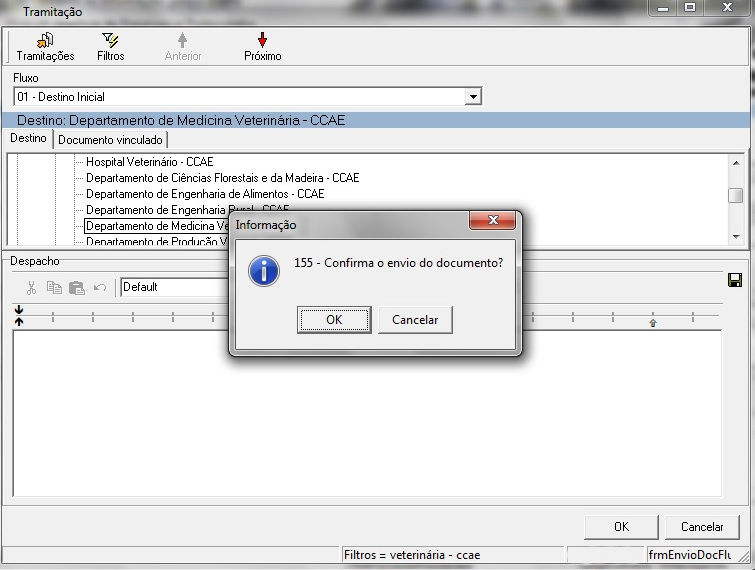 Tramitação
Tramitações Filtros Anterior Próximo
Fluxo
01 - Destino Inicial
Destino: Departamento de Medicina Veterinária - CCAE
Destino Documento vinculado
Hospital Veterinário - CCAE
Departamento de Ciências Florestais e da Madeira - CCAE
Departamento de Engenharia de Alimentos - CCAE
Departamento de Engenharia Rural - CCAE
Departamento de Medicina Ve
Departamento de Produção V
Informação
155 - Confirma o envio do documento?
OK Cancelar
Despacho
Default
OK Cancelar
Filtros = veterinária - ccae frmEnvioDocFlu